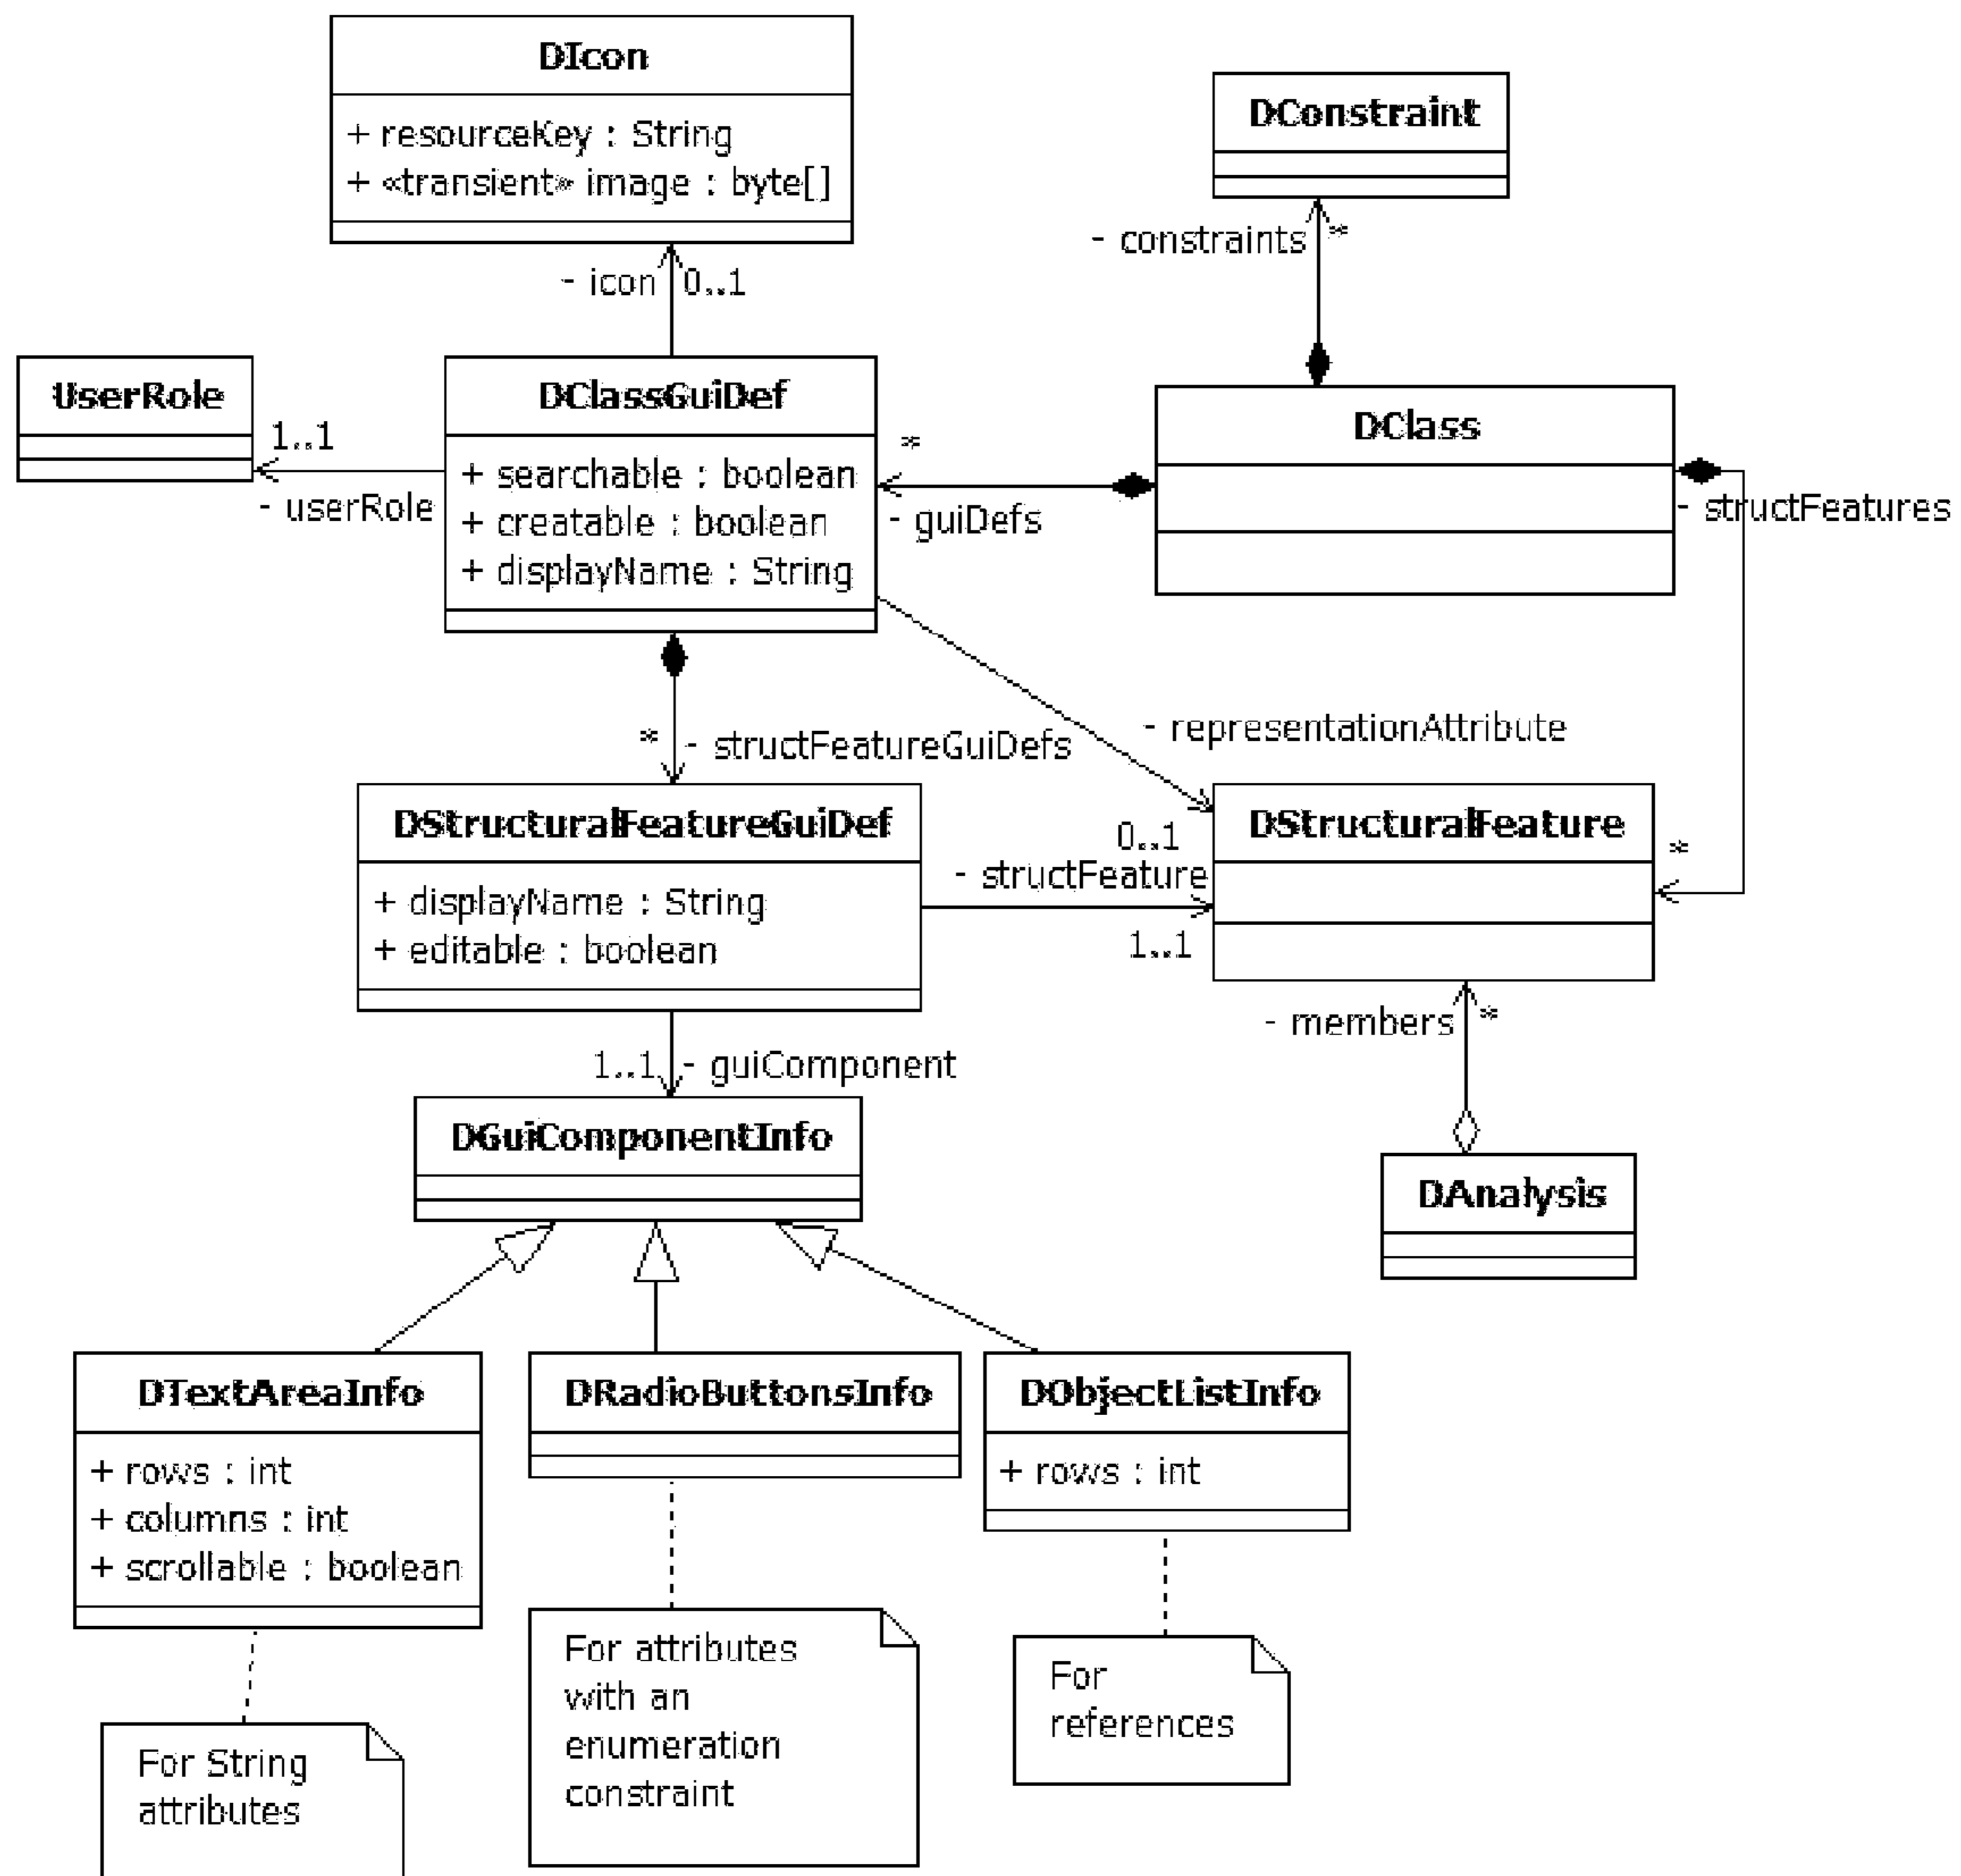 DIcon
+ resourceKey : String
+ «transient» image : byte[]
- icon 0..1
DConstraint
- constraints *
UserRole
1..1
- userRole
DClassGuiDef
+ searchable : boolean
+ creatable : boolean
+ displayName : String
*
- guiDefs
DClass
- structFeatures
* - structFeatureGuiDefs
- representationAttribute
0..1
DStructuralFeatureGuiDef
+ displayName : String
+ editable : boolean
- structFeature
1..1
DStructuralFeature
*
- members *
1..1 - guiComponent
DGuiComponentInfo
DAnalysis
DTextAreaInfo
+ rows : int
+ columns : int
+ scrollable : boolean
DRadioButtonsInfo
DObjectListInfo
+ rows : int
For String
attributes
For attributes
with an
enumeration
constraint
For
references